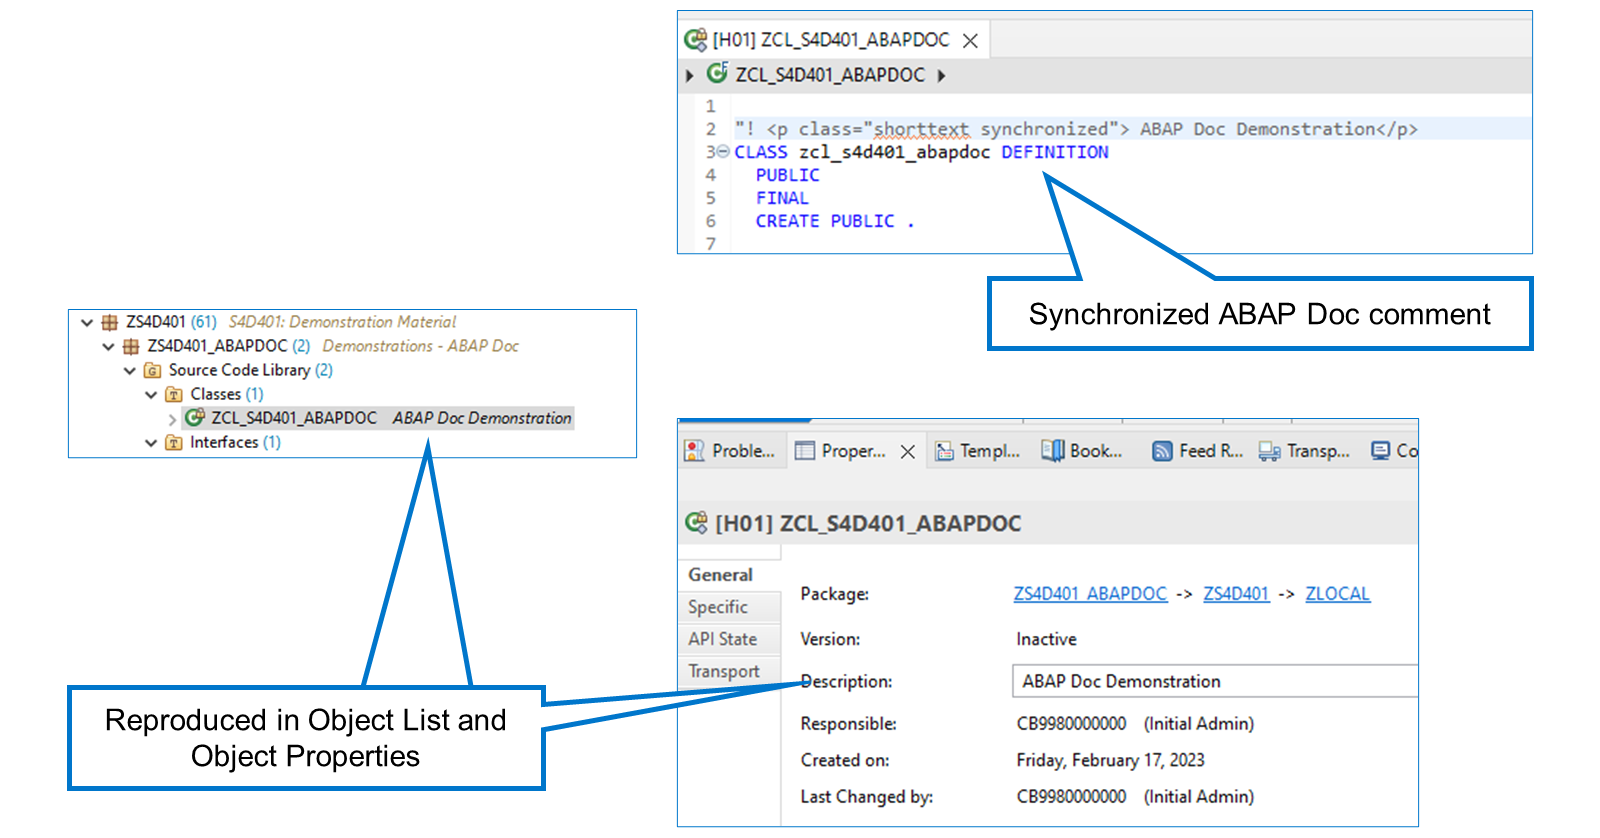 [H01] ZCL_S4D401_ABAPDOC
ZCL_S4D401_ABAPDOC
1
2 "! <p class="shorttext synchronized"> ABAP Doc Demonstration</p>
3 CLASS zcl_s4d401_abapdoc DEFINITION
4 PUBLIC
5 FINAL
6 CREATE PUBLIC .
7
Synchronized ABAP Doc comment
ZS4D401 (61) S4D401: Demonstration Material
ZS4D401_ABAPDOC (2) Demonstrations - ABAP Doc
Source Code Library (2)
Classes (1)
ZCL_S4D401_ABAPDOC ABAP Doc Demonstration
Interfaces (1)
Reproduced in Object List and
Object Properties
Proble... Proper... Templ... Book... Feed R... Transp... Co
[H01] ZCL_S4D401_ABAPDOC
General
Specific
API State
Transport
Package: ZS4D401_ABAPDOC -> ZS4D401 -> ZLOCAL
Version: Inactive
Description: ABAP Doc Demonstration
Responsible: CB9980000000 (Initial Admin)
Created on: Friday, February 17, 2023
Last Changed by: CB9980000000 (Initial Admin)